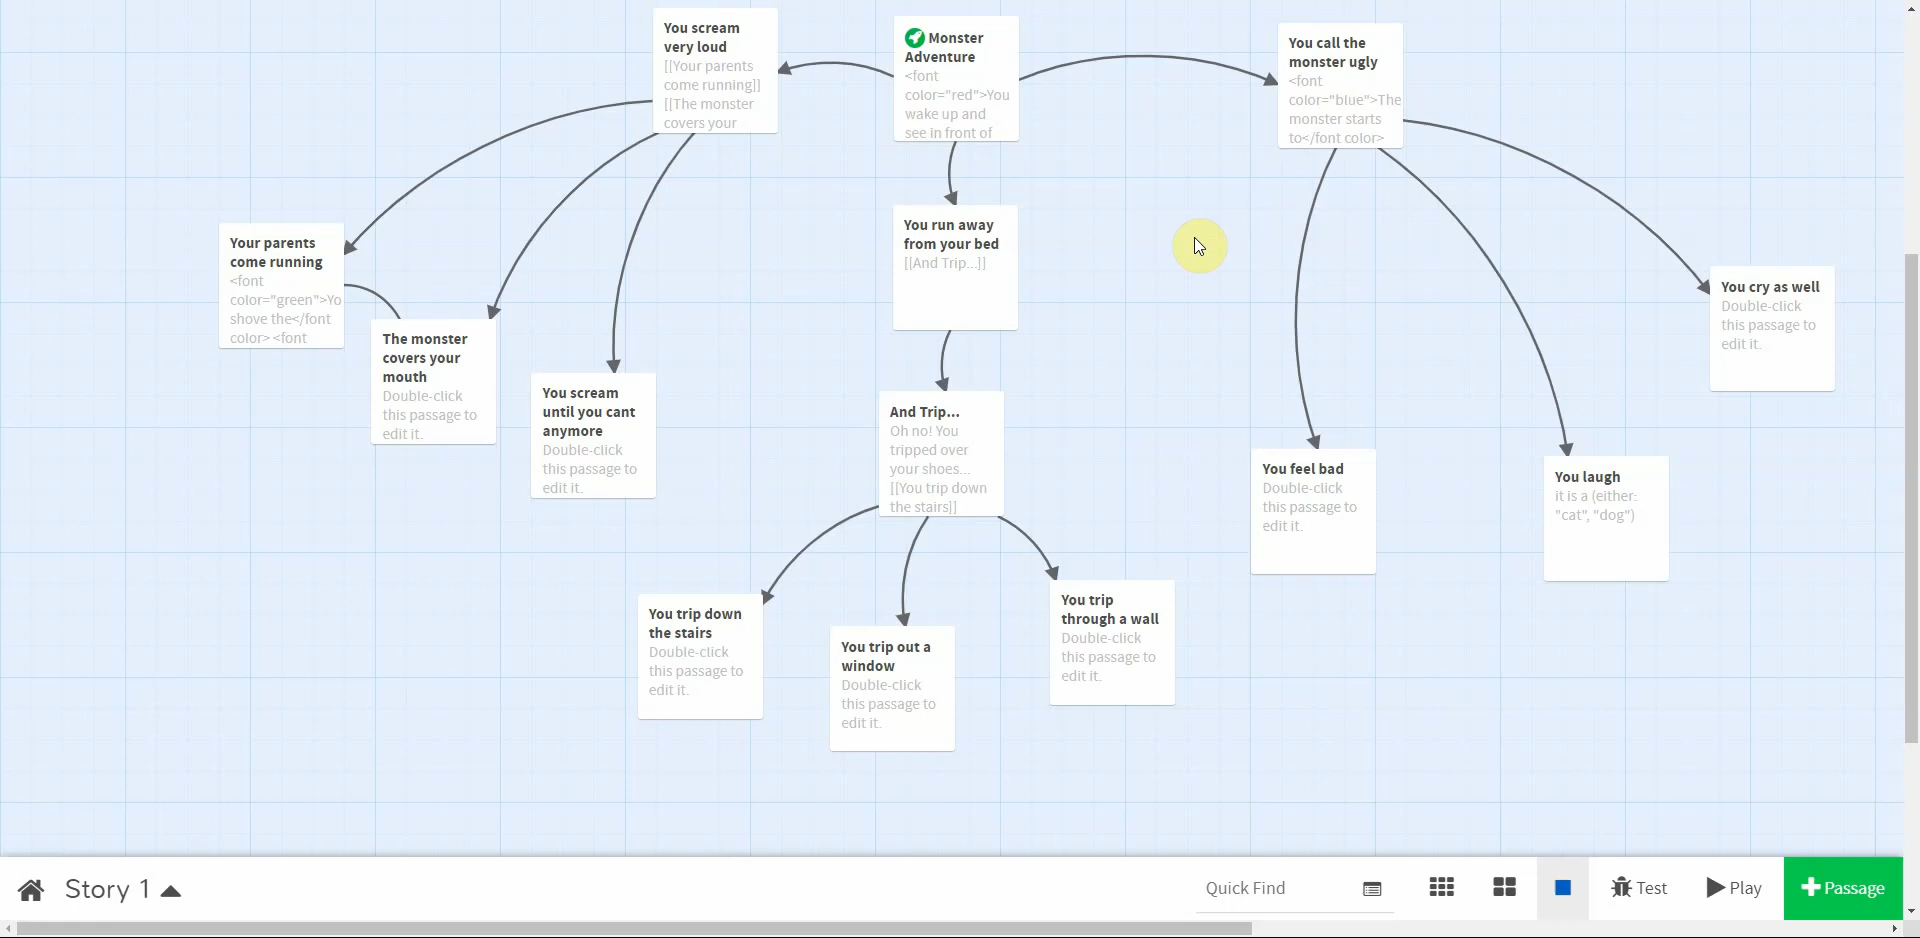 You scream
very loud
[[Your parents
come running]]
[[The monster
covers your
Monster
Adventure
<font
color="red">You
wake up and
see in front of
You call the
monster ugly
<font
color="blue">The
monster starts
to</font color>
Your parents
come running
<font
color="green">Yo
shove the</font
color> <font
The monster
covers your
mouth
Double-click
this passage to
edit it.
You scream
until you cant
anymore
Double-click
this passage to
edit it.
You run away
from your bed
[[And Trip...]]
And Trip...
Oh no! You
tripped over
your shoes...
[[You trip down
the stairs]]
You cry as well
Double-click
this passage to
edit it.
You feel bad
Double-click
this passage to
edit it.
You laugh
it is a (either:
"cat", "dog")
You trip down
the stairs
Double-click
this passage to
edit it.
You trip out a
window
Double-click
this passage to
edit it.
You trip
through a wall
Double-click
this passage to
edit it.
Story 1
Quick Find
Test
Play
Passage